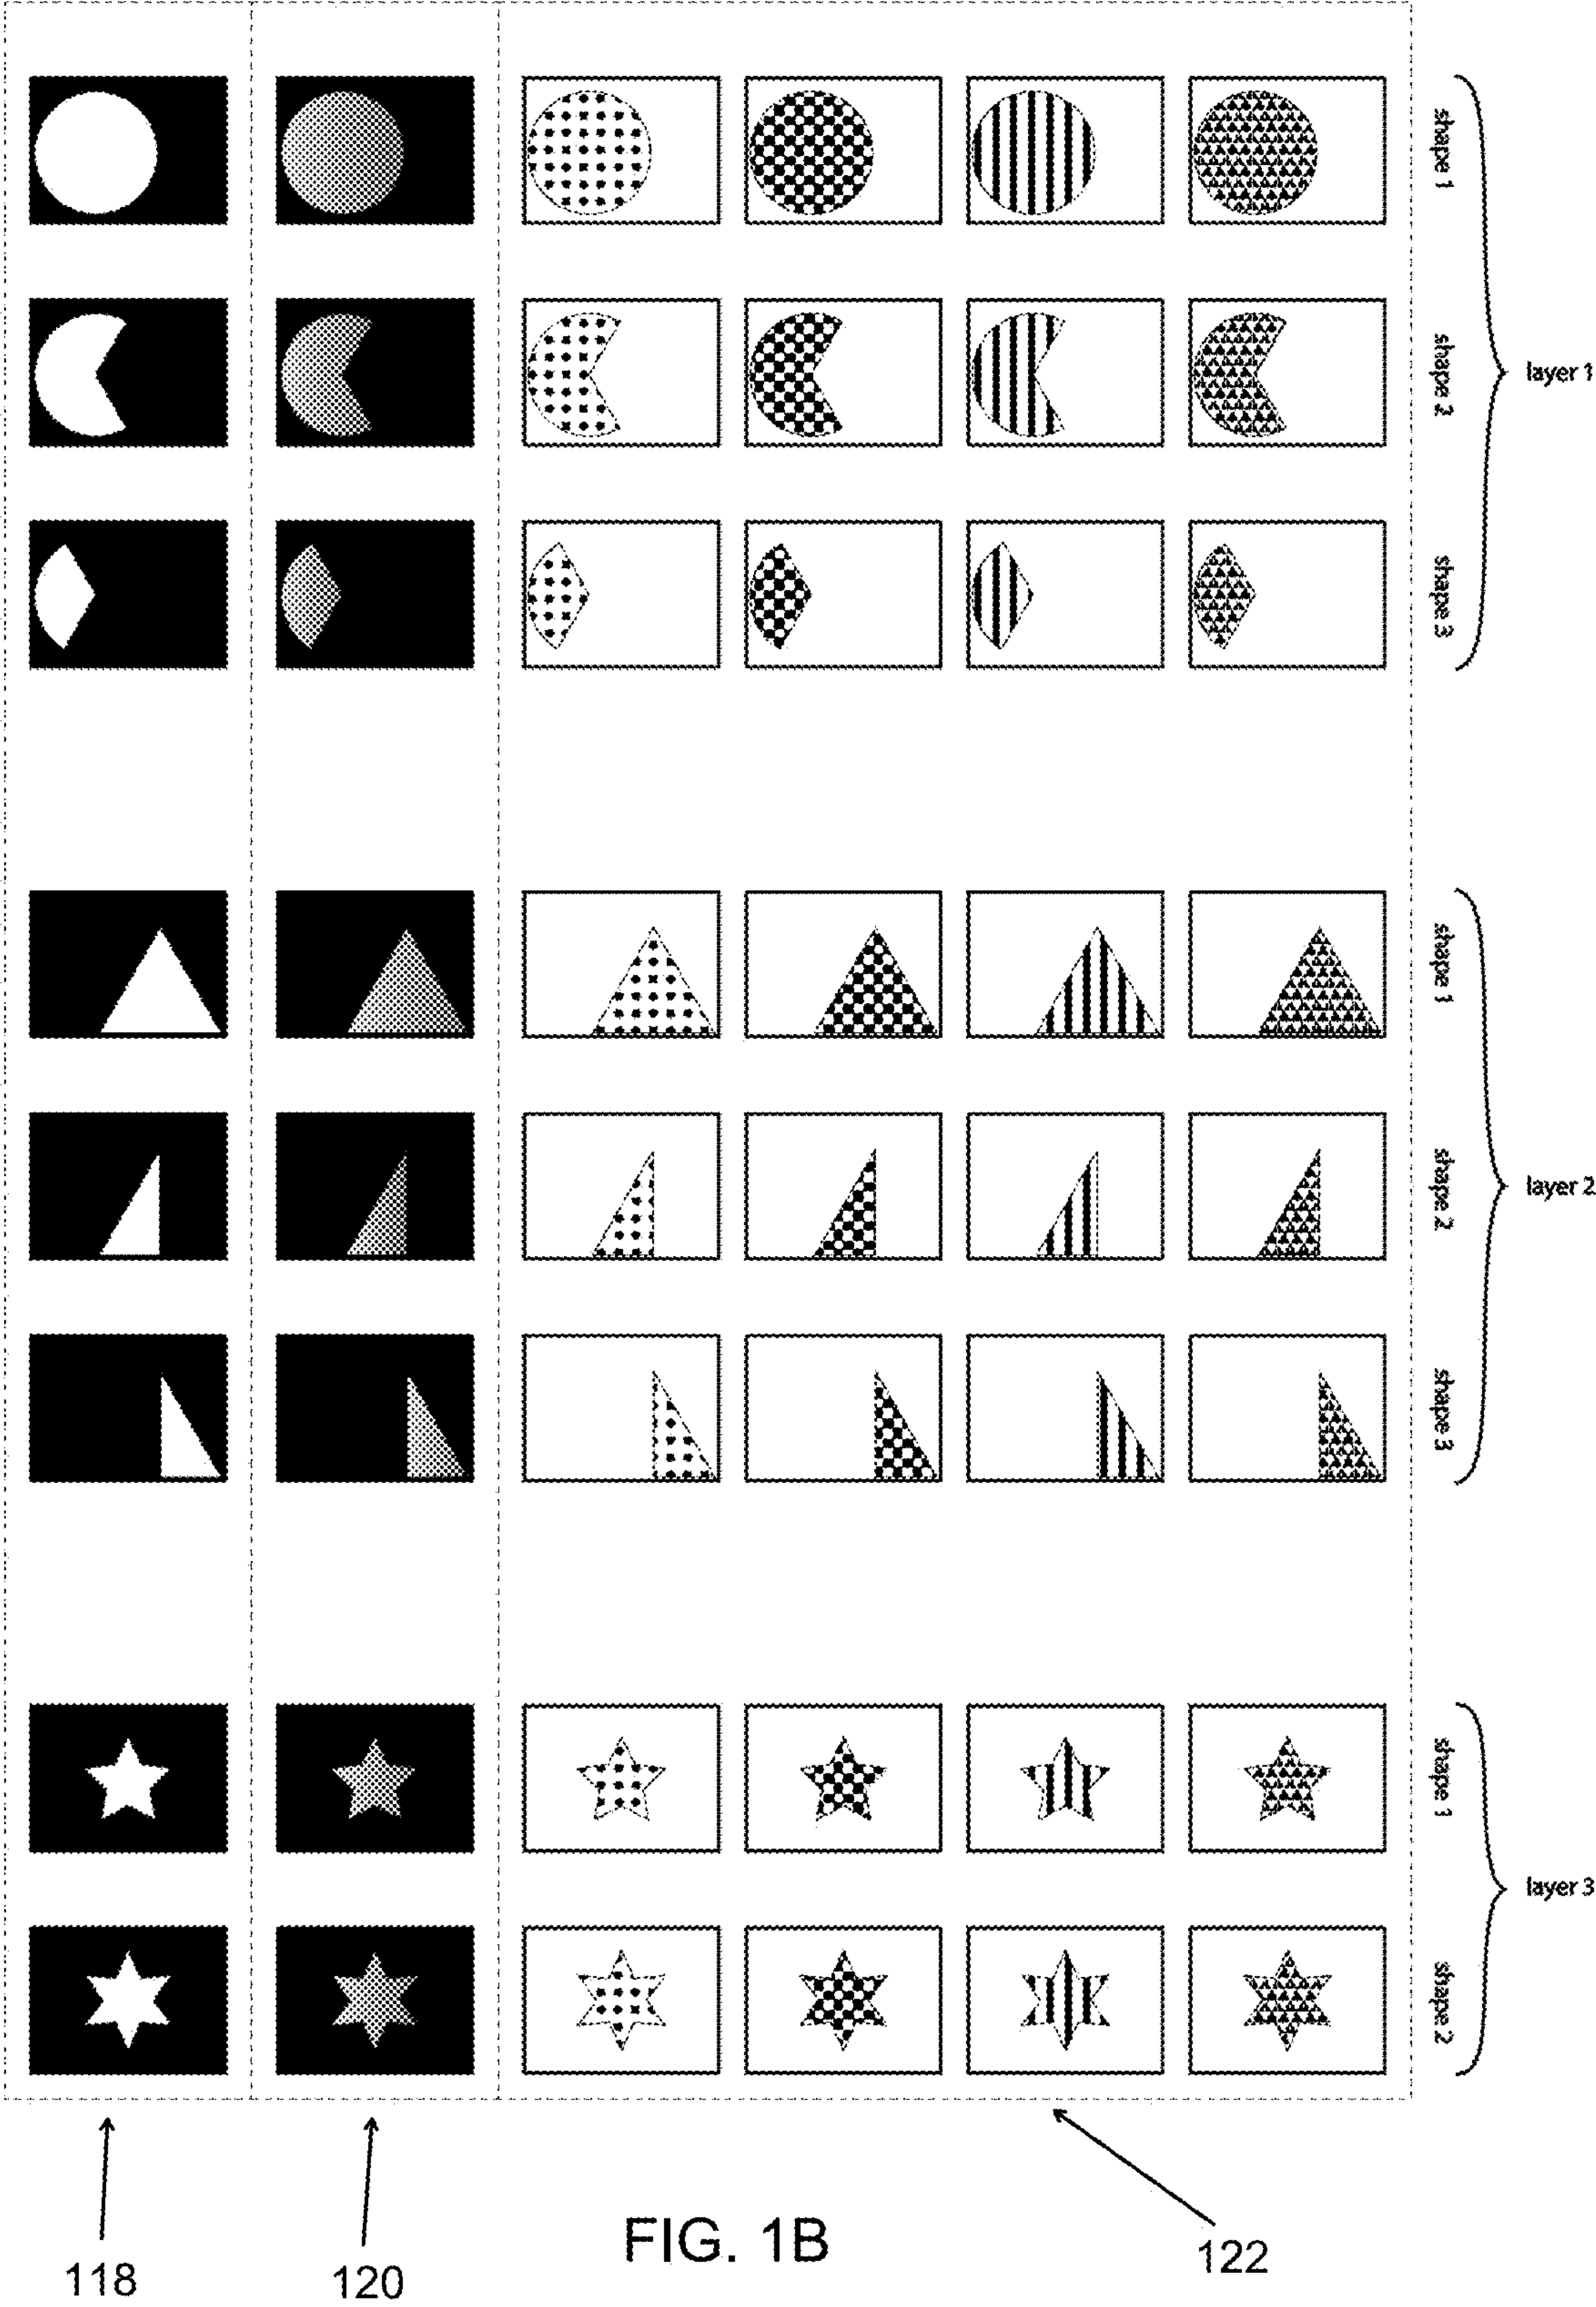 shape 1
shape 2
layer 1
shape 3
shape 1
shape 2
layer 2
shape 3
shape 1
layer 3
shape 2
118
120
FIG. 1B
122